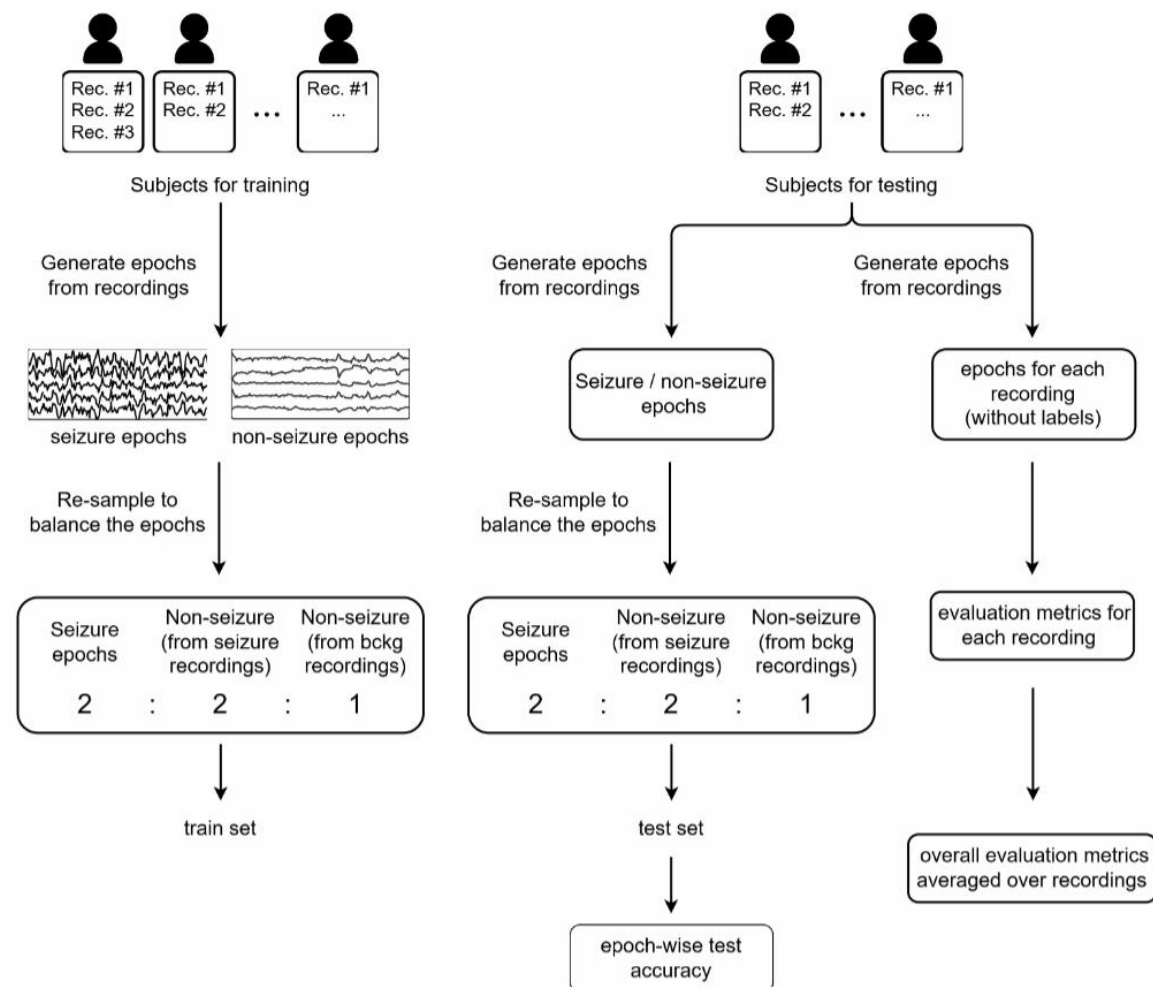 Rec. #1
Rec. #2
Rec. #3
Rec. #1
Rec. #2
...
Rec. #1
...
Subjects for training
Generate epochs
from recordings
seizure epochs
non-seizure epochs
Re-sample to
balance the epochs
Seizure
epochs
Non-seizure
(from seizure
recordings)
Non-seizure
(from bckg
recordings)
2 : 2 : 1
train set
Rec. #1
Rec. #2
...
Rec. #1
...
Subjects for testing
Generate epochs
from recordings
Seizure / non-seizure
epochs
Re-sample to
balance the epochs
Seizure
epochs
Non-seizure
(from seizure
recordings)
Non-seizure
(from bckg
recordings)
2 : 2 : 1
test set
epoch-wise test
accuracy
Generate epochs
from recordings
epochs for each
recording
(without labels)
evaluation metrics for
each recording
overall evaluation metrics
averaged over recordings